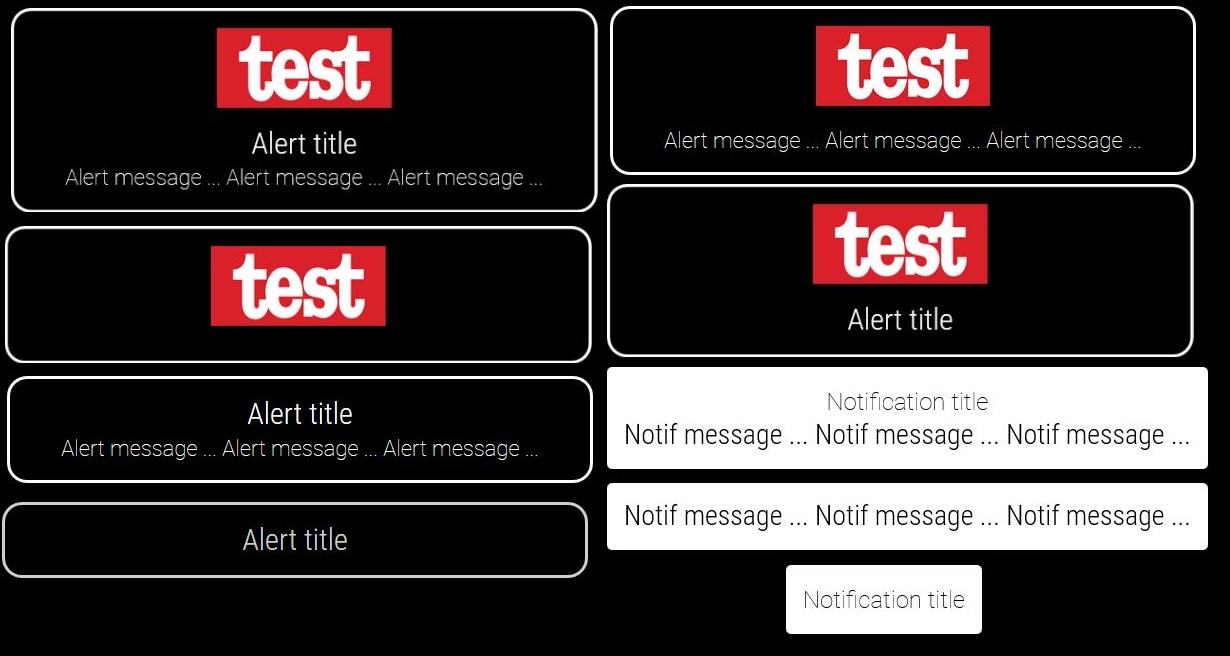 test
Alert title
Alert message ... Alert message ... Alert message ...
test
Alert message ... Alert message ... Alert message ...
test
test
Alert title
Alert title
Alert message ... Alert message ... Alert message ...
Notification title
Notif message ... Notif message ... Notif message ...
Alert title
Notif message ... Notif message ... Notif message ...
Notification title